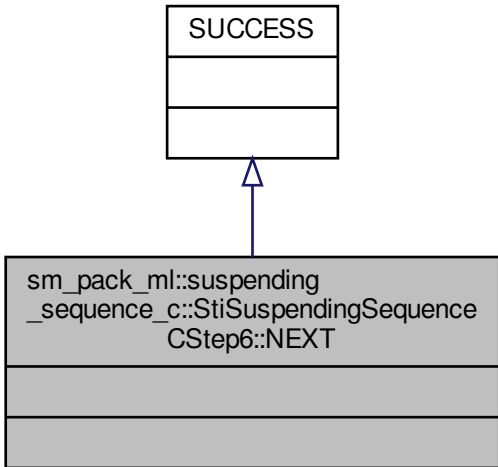 SUCCESS
sm_pack_ml::suspending
_sequence_c::StiSuspendingSequence
CStep6::NEXT